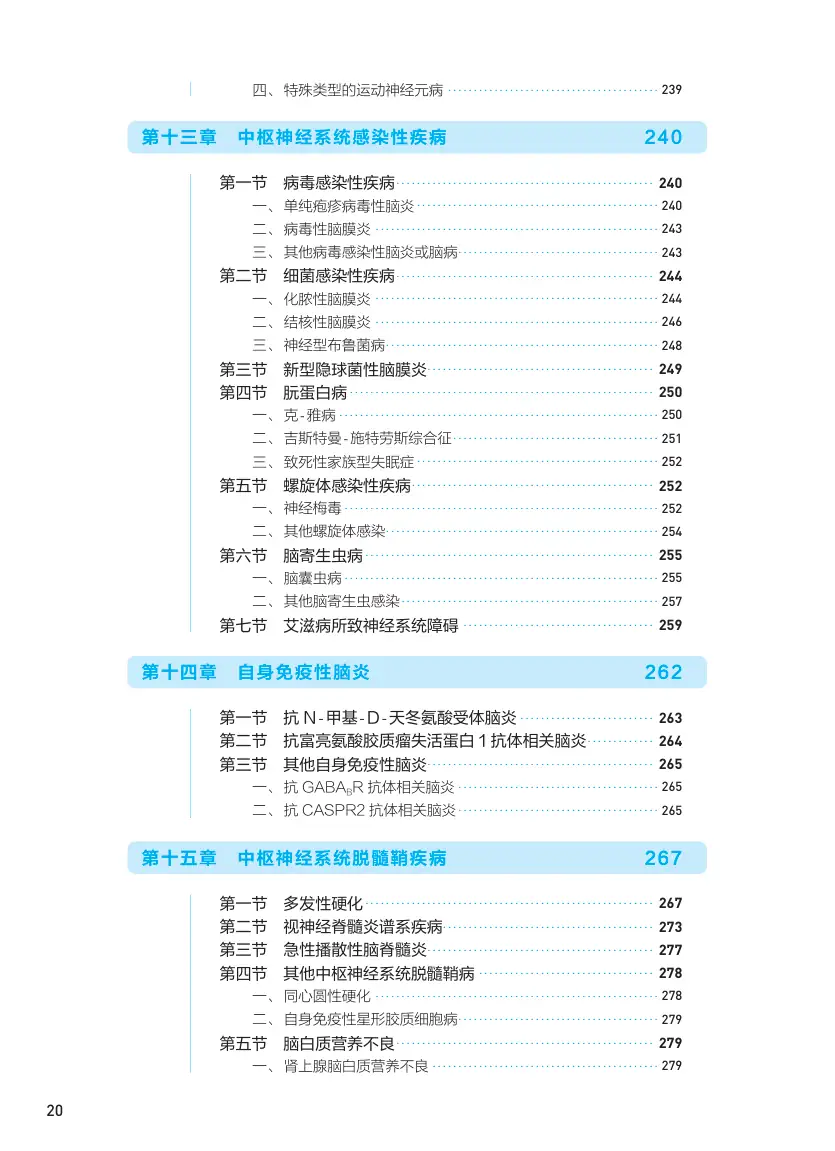 四、特殊类型的运动神经元病 239
第十三章 中枢神经系统感染性疾病 240
第一节 病毒感染性疾病 240
一、单纯疱疹病毒性脑炎 240
二、病毒性脑膜炎 243
三、其他病毒感染性脑炎或脑病 243
第二节 细菌感染性疾病 244
一、化脓性脑膜炎 244
二、结核性脑膜炎 246
三、神经型布鲁菌病 248
第三节 新型隐球菌性脑膜炎 249
第四节 朊蛋白病 250
一、克-雅病 250
二、吉斯特曼-施特劳斯综合征 251
三、致死性家族型失眠症 252
第五节 螺旋体感染性疾病 252
一、神经梅毒 252
二、其他螺旋体感染 254
第六节 脑寄生虫病 255
一、脑囊虫病 255
二、其他脑寄生虫感染 257
第七节 艾滋病所致神经系统障碍 259
第十四章 自身免疫性脑炎 262
第一节 抗N-甲基-D-天冬氨酸受体脑炎 263
第二节 抗富亮氨酸胶质瘤失活蛋白1抗体相关脑炎 264
第三节 其他自身免疫性脑炎 265
一、抗GABABR抗体相关脑炎 265
二、抗CASPR2抗体相关脑炎 265
第十五章 中枢神经系统脱髓鞘疾病 267
第一节 多发性硬化 267
第二节 视神经脊髓炎谱系疾病 273
第三节 急性播散性脑脊髓炎 277
第四节 其他中枢神经系统脱髓鞘病 278
一、同心圆性硬化 278
二、自身免疫性星形胶质细胞病 279
第五节 脑白质营养不良 279
一、肾上腺脑白质营养不良 279
20